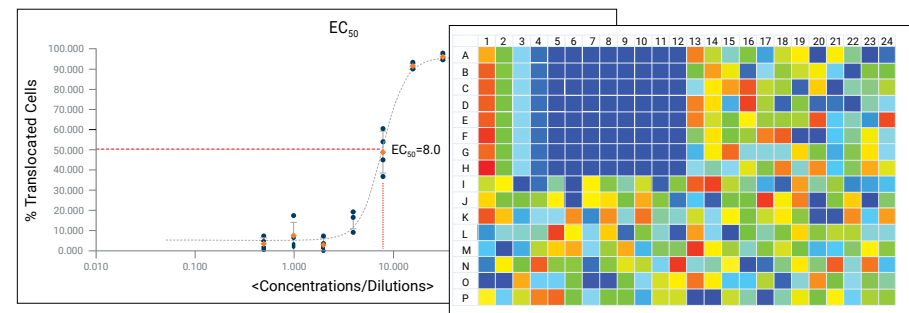 EC50
% Translocated Cells
100.000
90.000
80.000
70.000
60.000
50.000
40.000
30.000
20.000
10.000
0.000
EC50=8.0
0.010 0.100 1.000 10.000
<Concentrations/Dilutions>
1 2 3 4 5 6 7 8 9 10 11 12 13 14 15 16 17 18 19 20 21 22 23 24
A
B
C
D
E
F
G
H
I
J
K
L
M
N
O
P